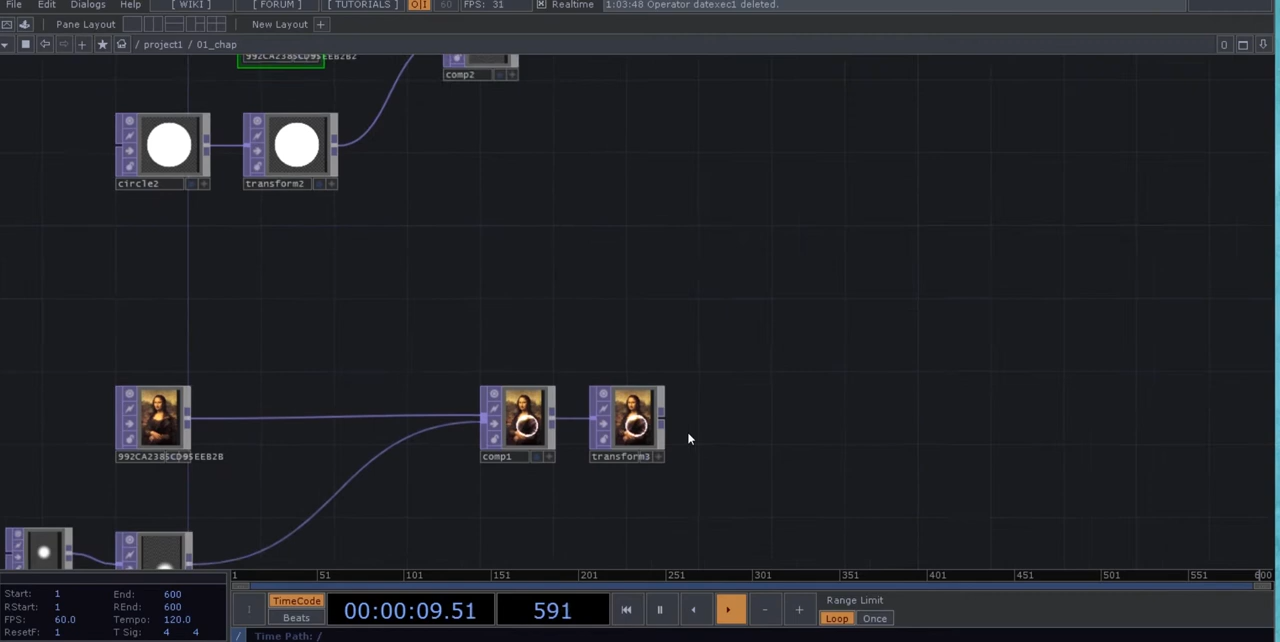 File Edit Dialogs Help [ WIKI ] [ FORUM ] [ TUTORIALS ] O|I 60 FPS: 31 Realtime 1:03:48 Operator datexec1 deleted.
Pane Layout New Layout +
/ project1 / 01_chap 0
comp2
circle2 transform2
comp1 transform3
1 51 101 151 201 251 301 351 401 451 501 551 600
Start: 1 End: 600
RStart: 1 REnd: 600
FPS: 60.0 Tempo: 120.0
ResetF: 1 T Sig: 4 4
TimeCode
Beats
00:00:09.51 591
Range Limit
Loop Once
/ Time Path: /